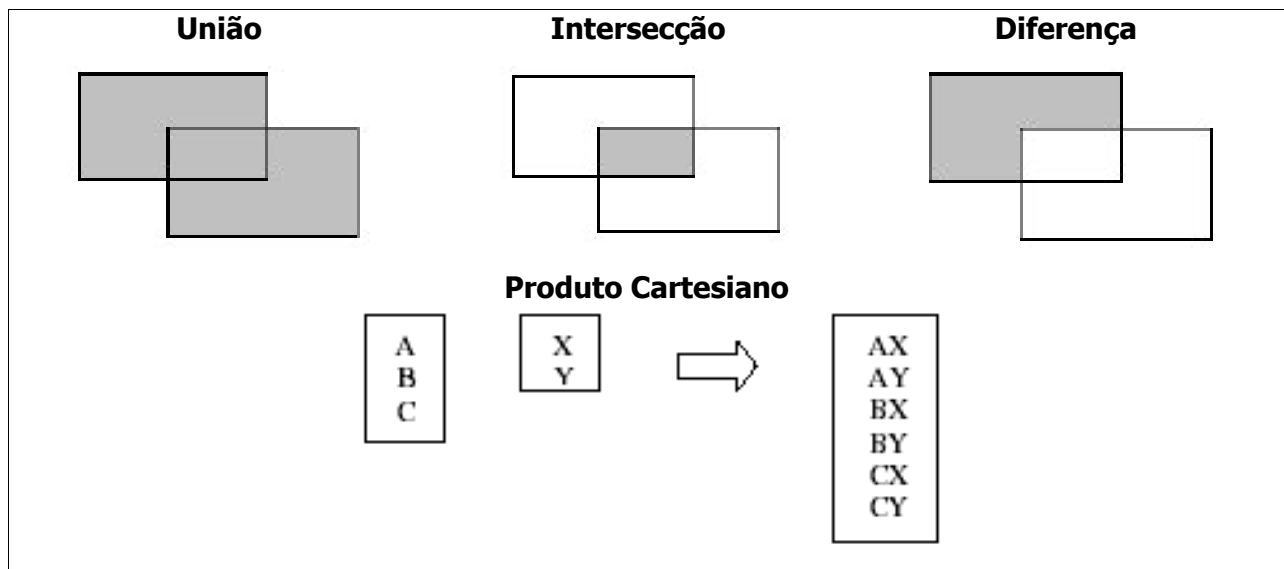 União Intersecção Diferença
Produto Cartesiano
A X AX
B Y AY
C BX
BY
CX
CY